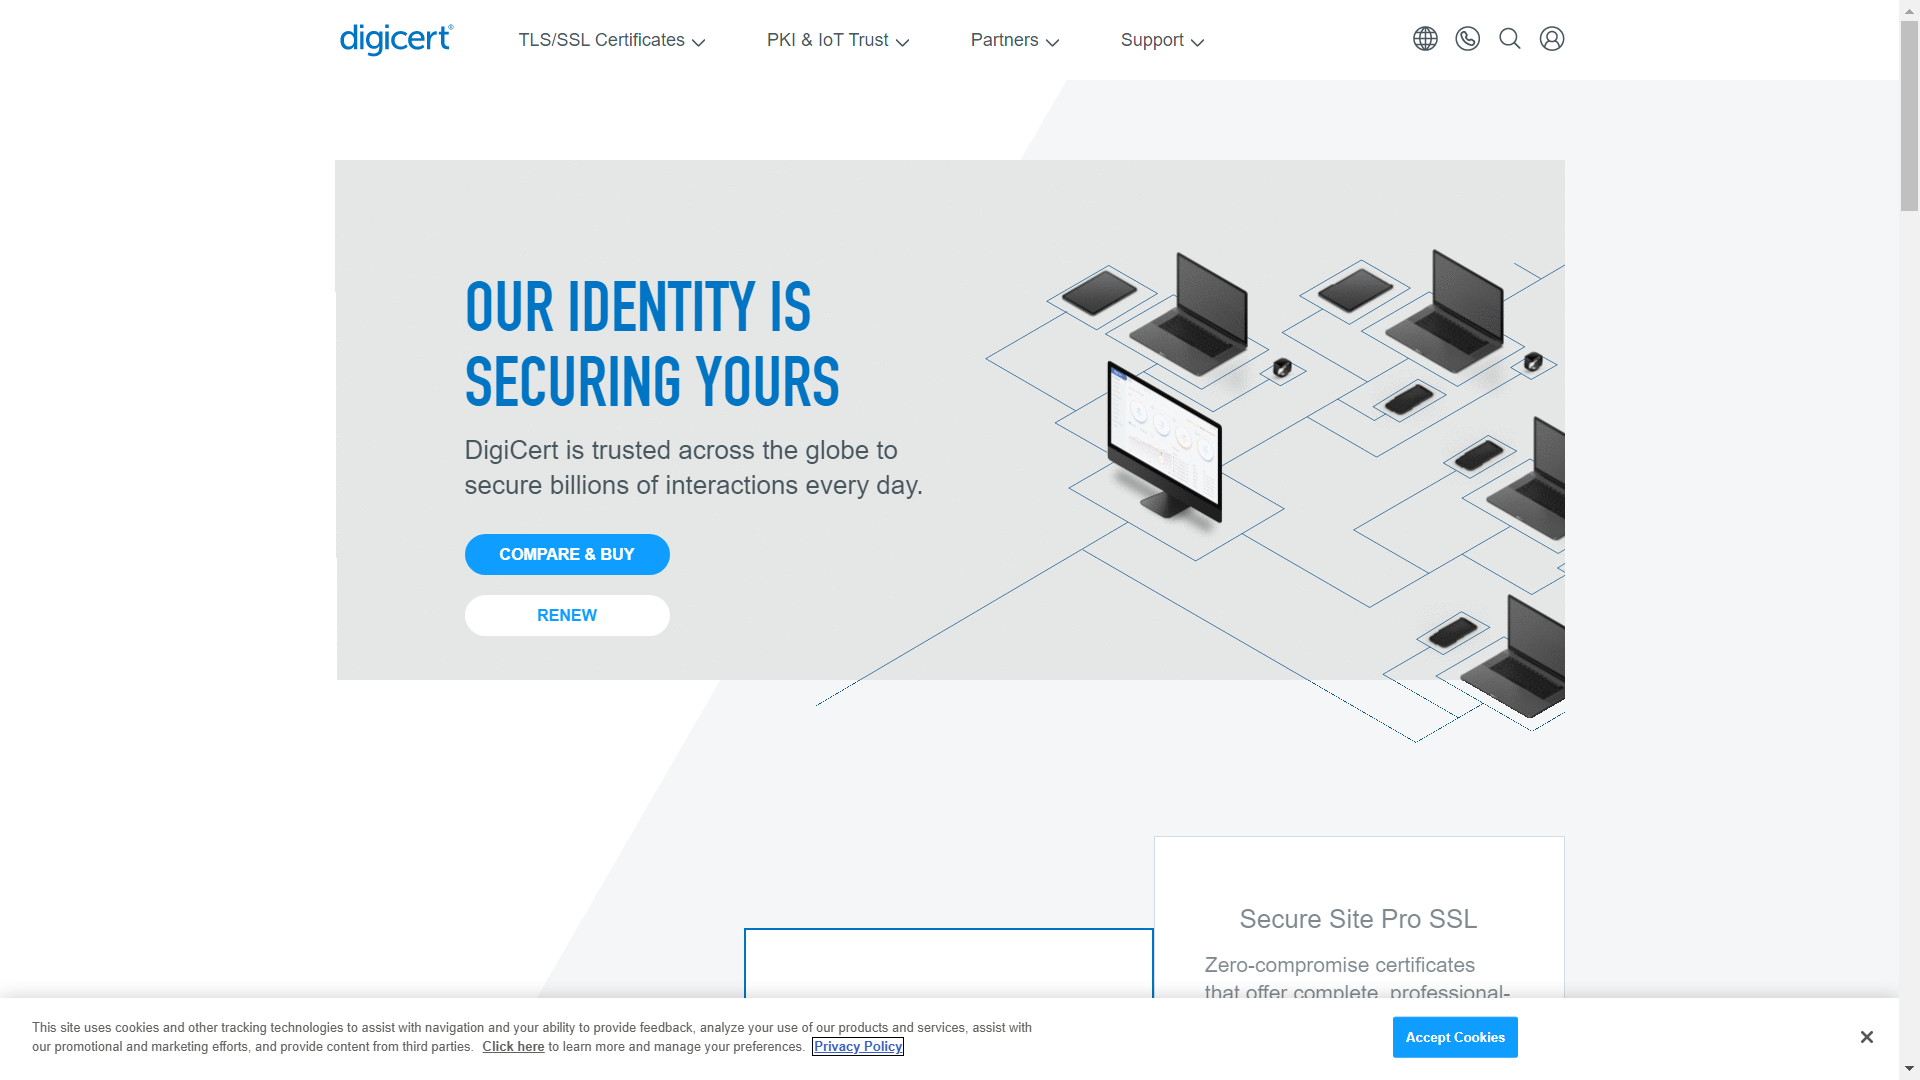 digicert®
TLS/SSL Certificates
PKI & IoT Trust
Partners
Support
OUR IDENTITY IS
SECURING YOURS
DigiCert is trusted across the globe to
secure billions of interactions every day.
COMPARE & BUY
RENEW
Secure Site Pro SSL
Zero-compromise certificates
that offer complete, professional-
This site uses cookies and other tracking technologies to assist with navigation and your ability to provide feedback, analyze your use of our products and services, assist with
our promotional and marketing efforts, and provide content from third parties. Click here to learn more and manage your preferences. Privacy Policy
Accept Cookies